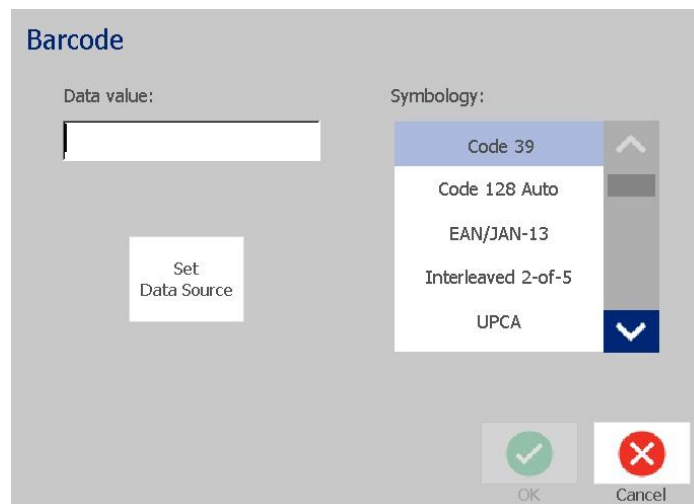 Barcode
Data value:
Symbology:
Code 39
Code 128 Auto
EAN/JAN-13
Interleaved 2-of-5
UPCA
Set
Data Source
OK
Cancel